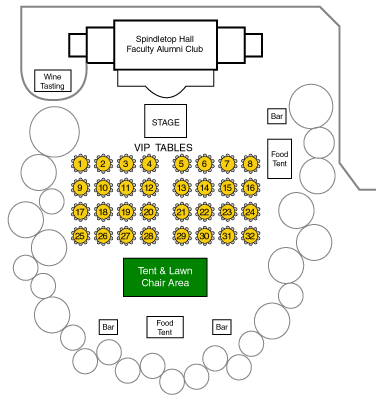 Spindletop Hall
Faculty Alumni Club
Wine
Tasting
STAGE
Bar
VIP TABLES
Food
Tent
1 2 3 4 5 6 7 8
9 10 11 12 13 14 15 16
17 18 19 20 21 22 23 24
25 26 27 28 29 30 31 32
Tent & Lawn
Chair Area
Bar
Food
Tent
Bar